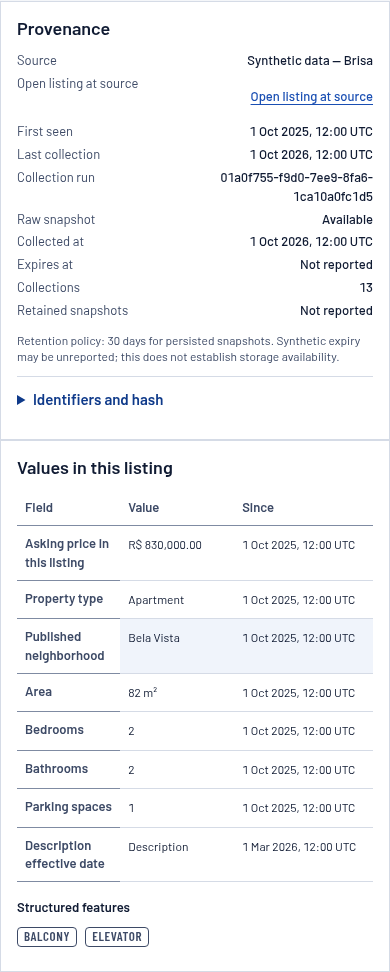 Provenance
Source Synthetic data — Brisa
Open listing at source
Open listing at source
First seen 1 Oct 2025, 12:00 UTC
Last collection 1 Oct 2026, 12:00 UTC
Collection run 01a0f755-f9d0-7ee9-8fa6-
1ca10a0fc1d5
Raw snapshot Available
Collected at 1 Oct 2026, 12:00 UTC
Expires at Not reported
Collections 13
Retained snapshots Not reported
Retention policy: 30 days for persisted snapshots. Synthetic expiry
may be unreported; this does not establish storage availability.
Identifiers and hash
Values in this listing
Field Value Since
Asking price in R$ 830,000.00 1 Oct 2025, 12:00 UTC
this listing
Property type Apartment 1 Oct 2025, 12:00 UTC
Published Bela Vista 1 Oct 2025, 12:00 UTC
neighborhood
Area 82 m² 1 Oct 2025, 12:00 UTC
Bedrooms 2 1 Oct 2025, 12:00 UTC
Bathrooms 2 1 Oct 2025, 12:00 UTC
Parking spaces 1 1 Oct 2025, 12:00 UTC
Description Description 1 Mar 2026, 12:00 UTC
effective date
Structured features
BALCONY ELEVATOR